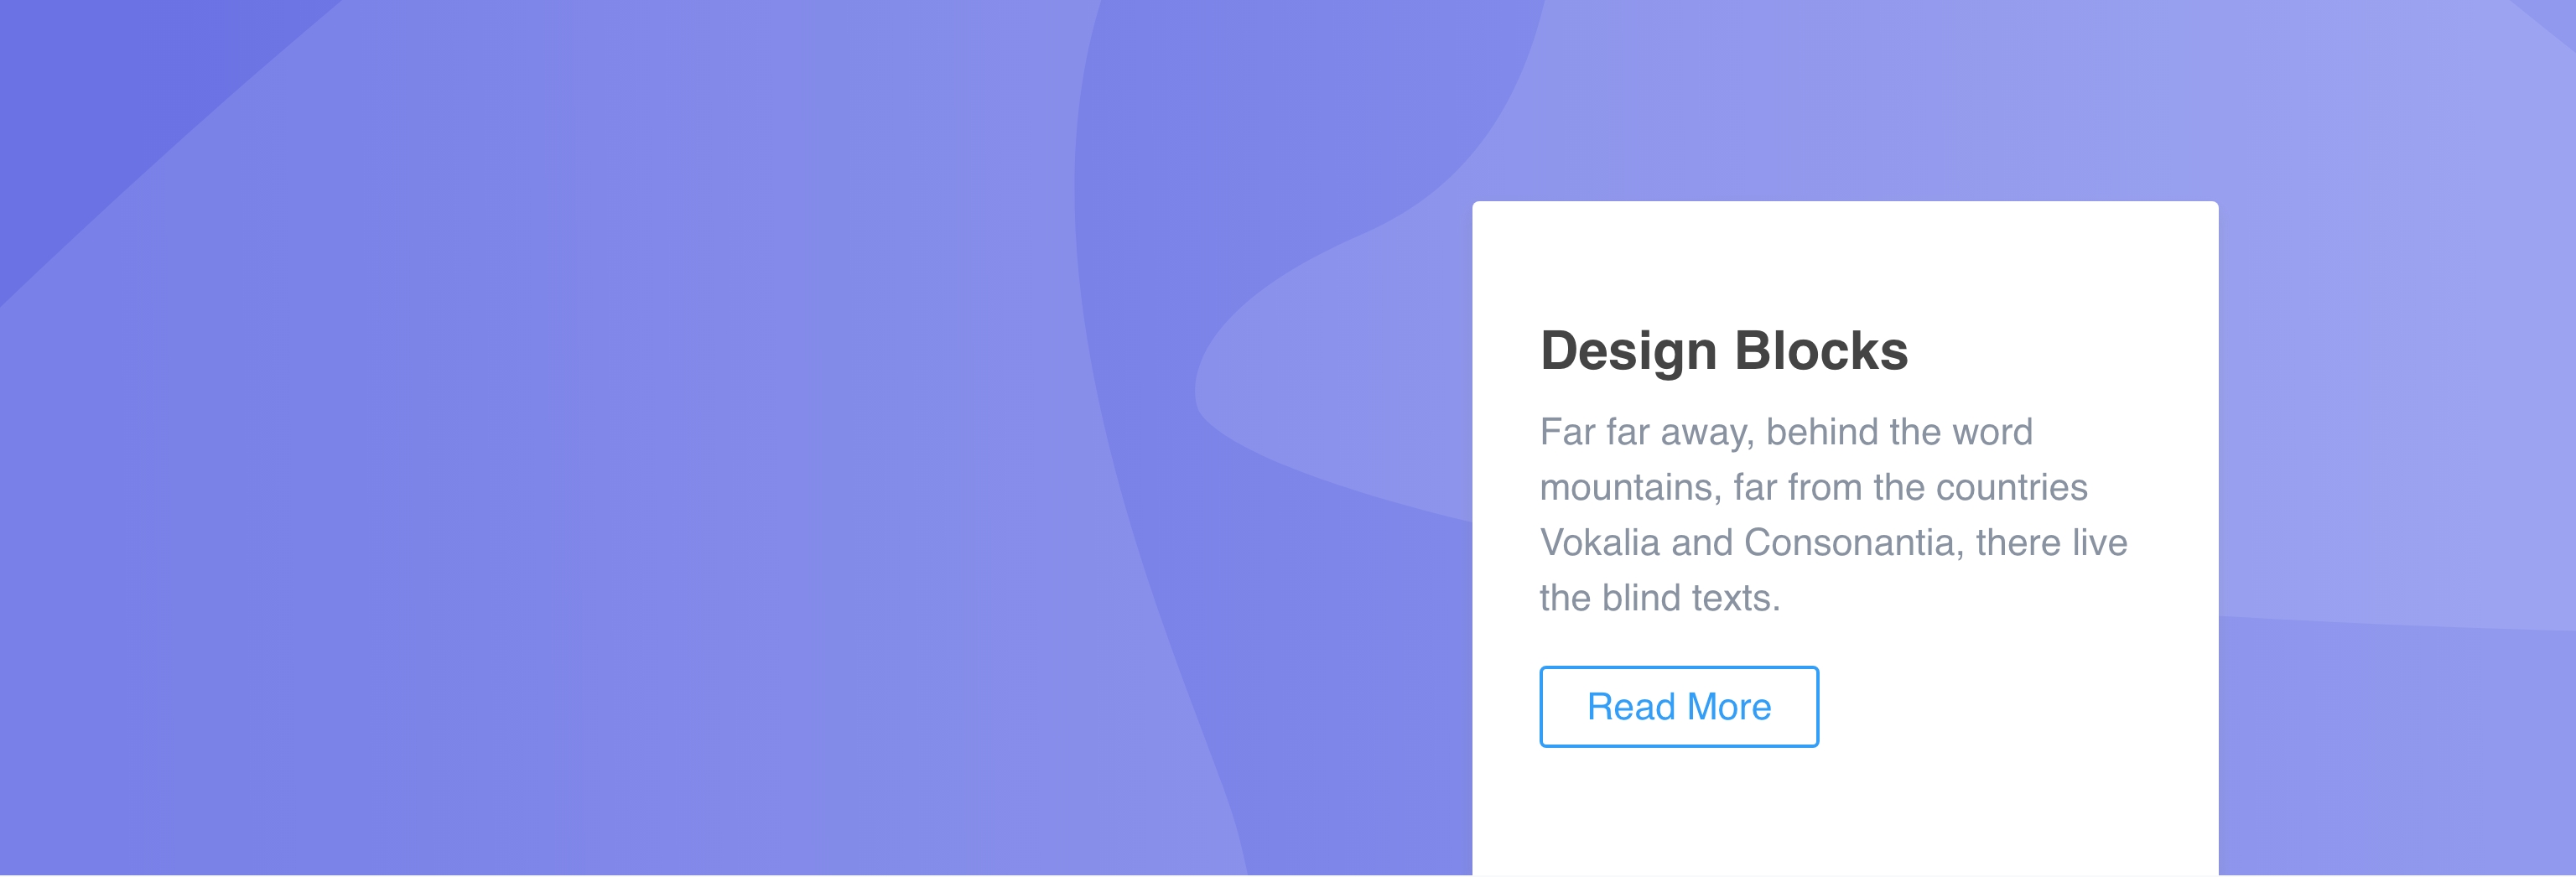 Design Blocks
Far far away, behind the word
mountains, far from the countries
Vokalia and Consonantia, there live
the blind texts.
Read More